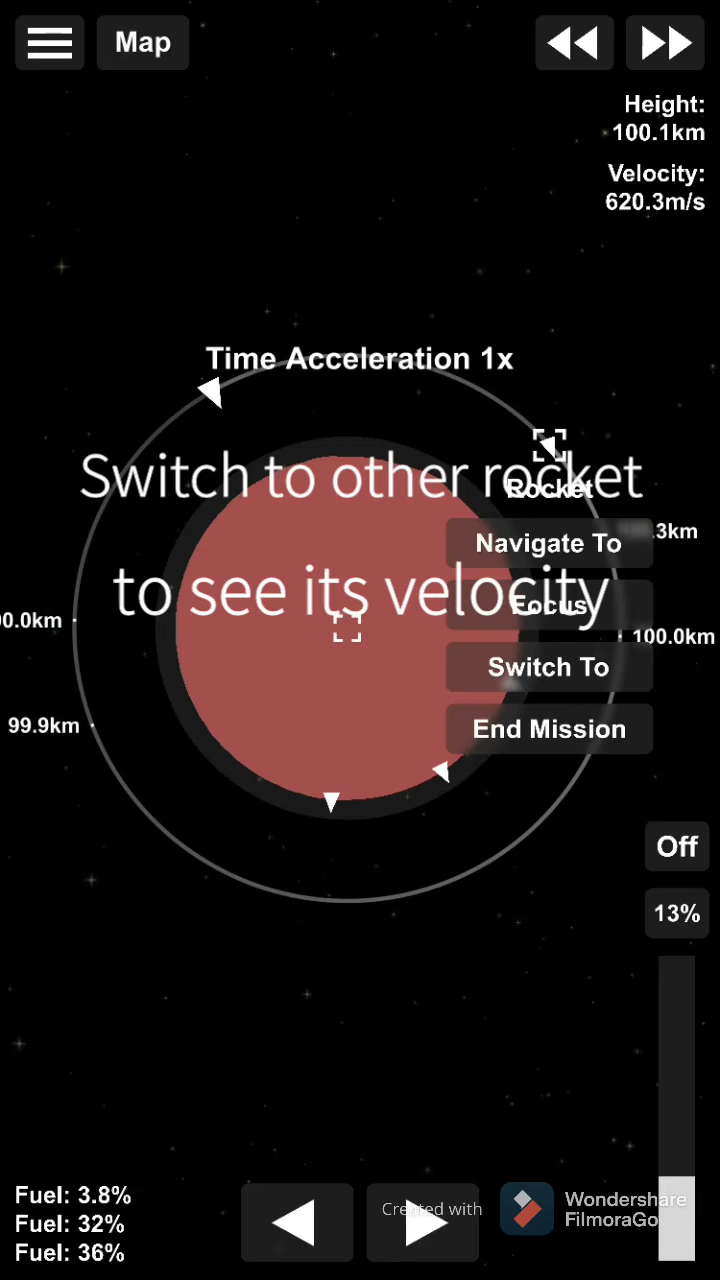 Map
Height:
100.1km
Velocity:
620.3m/s
Time Acceleration 1x
Switch to other rocket
Rocket
.3km
Navigate To
to see its velocity
Focus
0.0km
100.0km
Switch To
99.9km
End Mission
Off
13%
Fuel: 3.8%
Fuel: 32%
Fuel: 36%
Created with
Wondershare
FilmoraGo